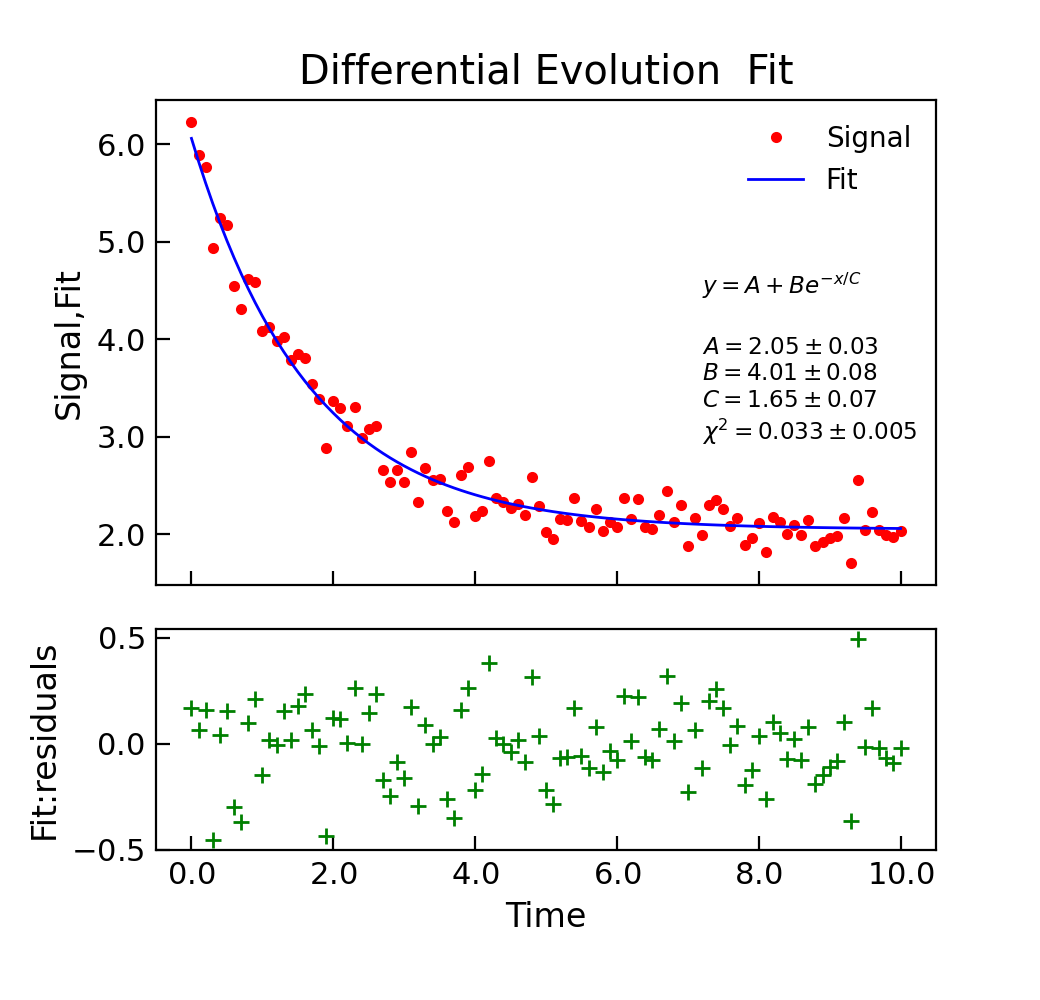 Differential Evolution  Fit
6.0
5.0
4.0
3.0
2.0
Signal,Fit
Signal
Fit
y = A + Be^{−x/C}
A = 2.05 ± 0.03
B = 4.01 ± 0.08
C = 1.65 ± 0.07
χ² = 0.033 ± 0.005
0.5
0.0
−0.5
Fit:residuals
0.0 2.0 4.0 6.0 8.0 10.0
Time